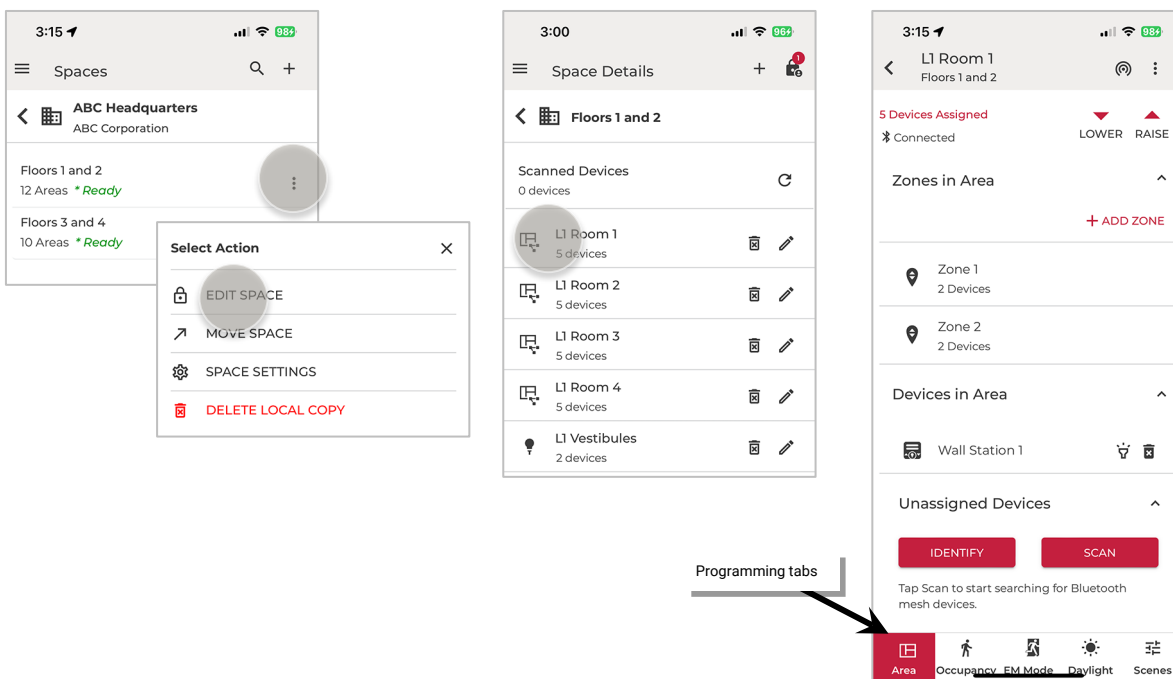 3:15
98
Spaces
ABC Headquarters
ABC Corporation
Floors 1 and 2
12 Areas * Ready
Floors 3 and 4
10 Areas * Ready
Select Action
EDIT SPACE
MOVE SPACE
SPACE SETTINGS
DELETE LOCAL COPY
3:00
96
Space Details
1
Floors 1 and 2
Scanned Devices
0 devices
L1 Room 1
5 devices
L1 Room 2
5 devices
L1 Room 3
5 devices
L1 Room 4
5 devices
L1 Vestibules
2 devices
Programming tabs
3:15
98
L1 Room 1
Floors 1 and 2
5 Devices Assigned
Connected
LOWER RAISE
Zones in Area
+ ADD ZONE
Zone 1
2 Devices
Zone 2
2 Devices
Devices in Area
Wall Station 1
Unassigned Devices
IDENTIFY SCAN
Tap Scan to start searching for Bluetooth
mesh devices.
Area Occupancy EM Mode Daylight Scenes